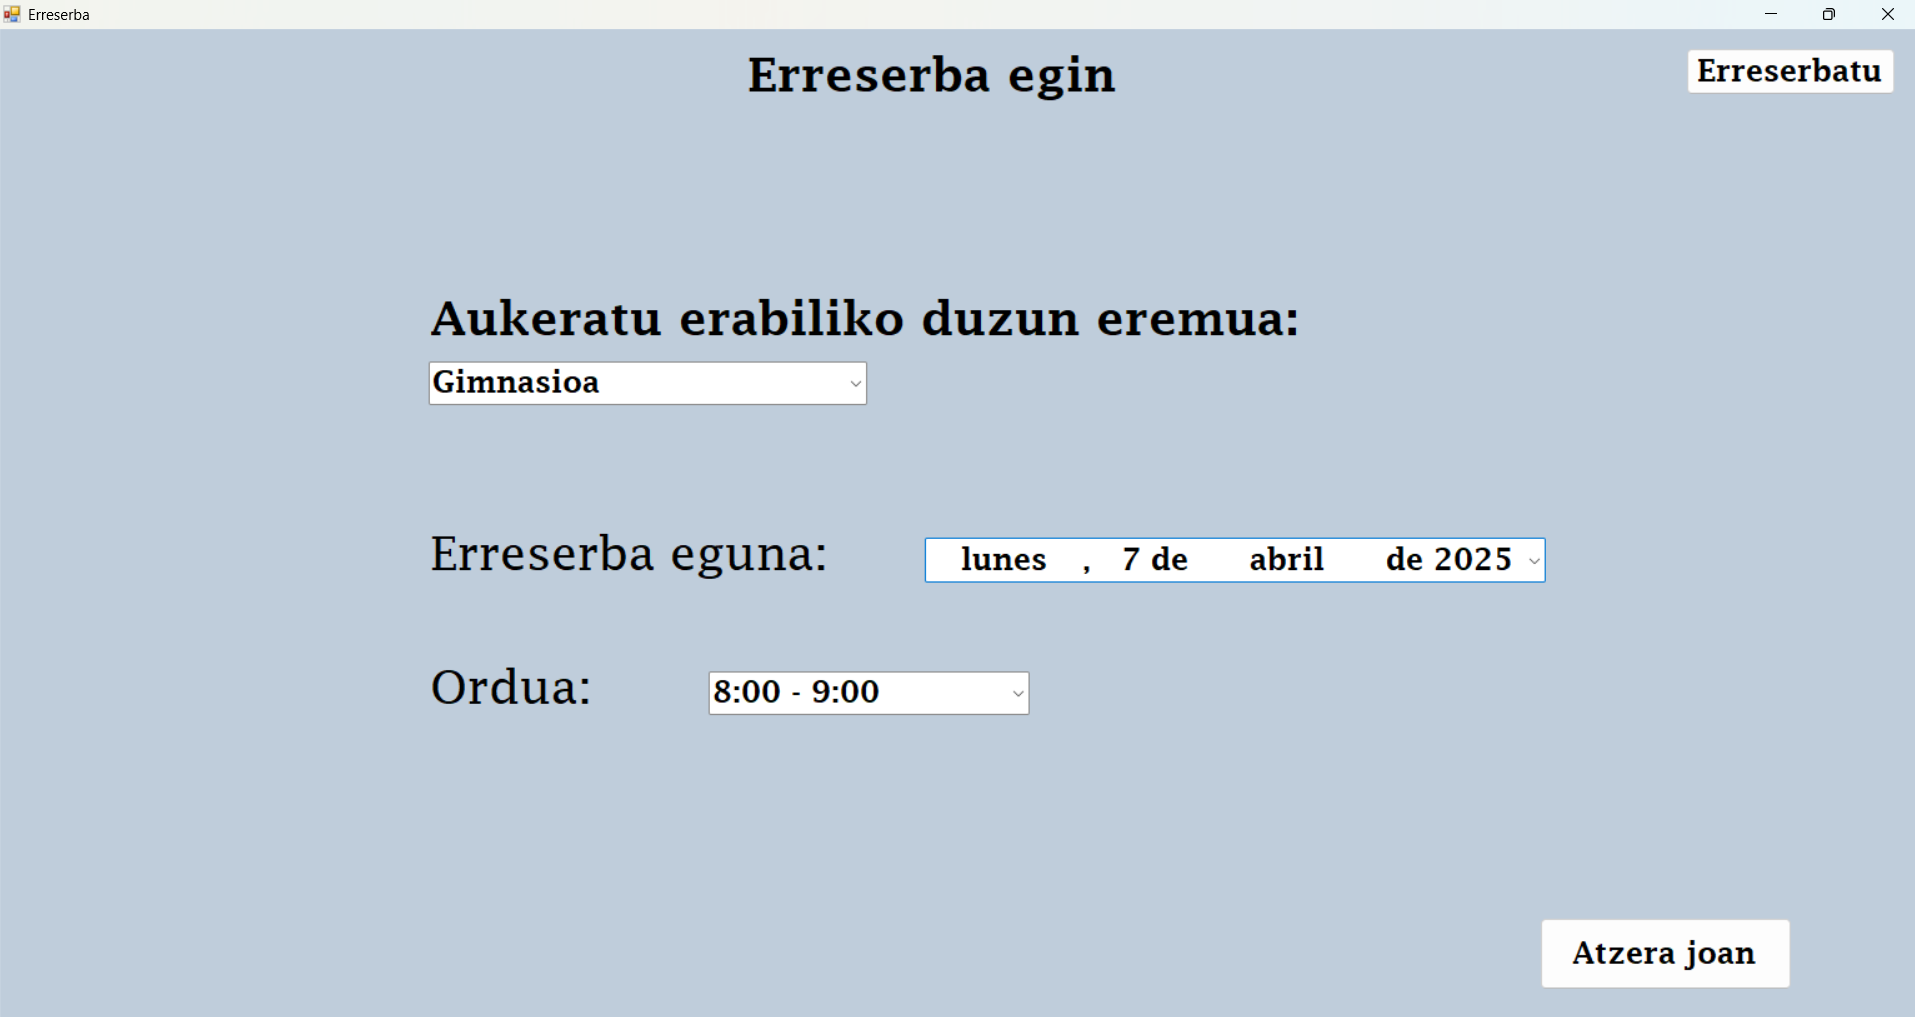 Erreserba
Erreserba egin
Erreserbatu
Aukeratu erabiliko duzun eremua:
Gimnasioa
Erreserba eguna:
lunes , 7 de abril de 2025
Ordua:
8:00 - 9:00
Atzera joan